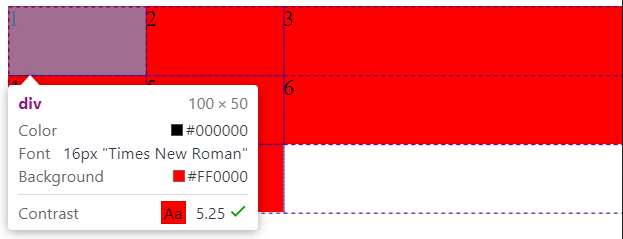 1 2 3
6
div 100 × 50
Color #000000
Font 16px "Times New Roman"
Background #FF0000
Contrast Aa 5.25